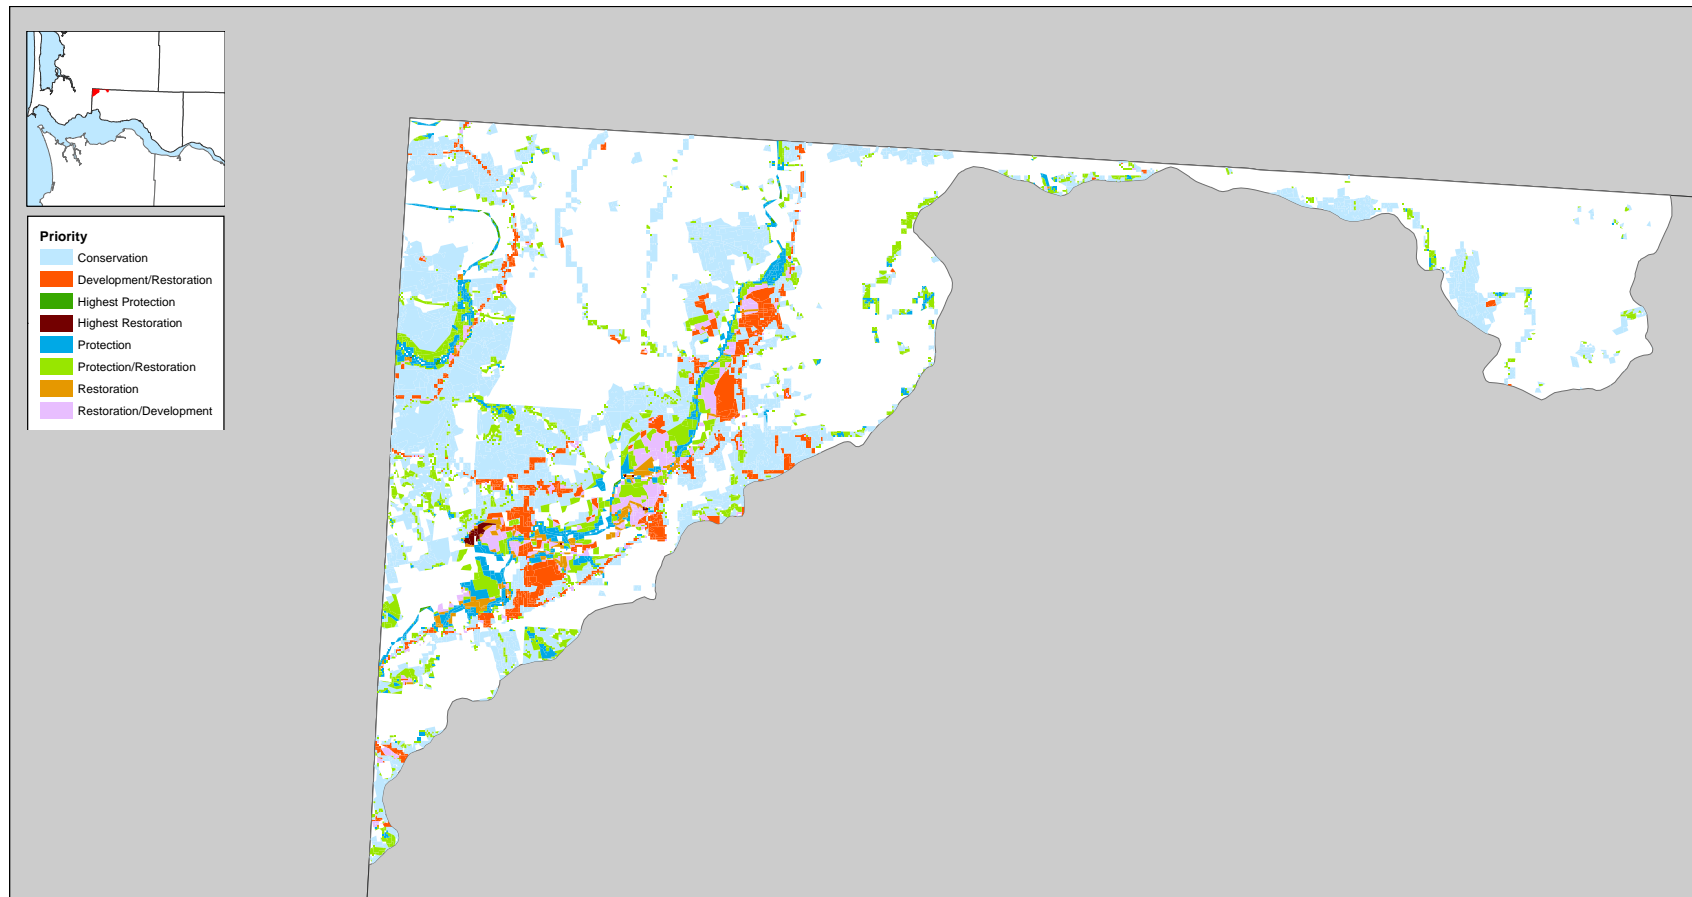 Priority
Conservation
Development/Restoration
Highest Protection
Highest Restoration
Protection
Protection/Restoration
Restoration
Restoration/Development